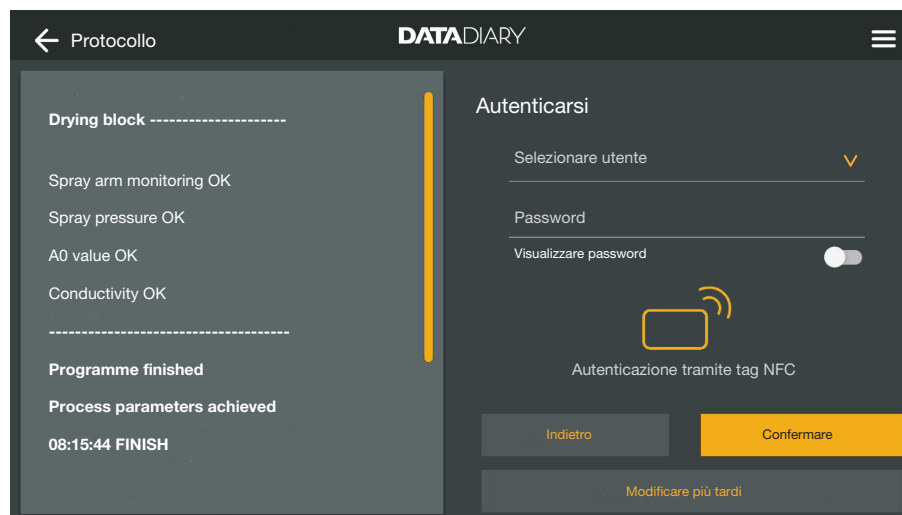 Protocollo
DATADIARY
Drying block ---------------------
Spray arm monitoring OK
Spray pressure OK
A0 value OK
Conductivity OK
-------------------------------------
Programme finished
Process parameters achieved
08:15:44 FINISH
Autenticarsi
Selezionare utente
Password
Visualizzare password
Autenticazione tramite tag NFC
Indietro
Confermare
Modificare più tardi